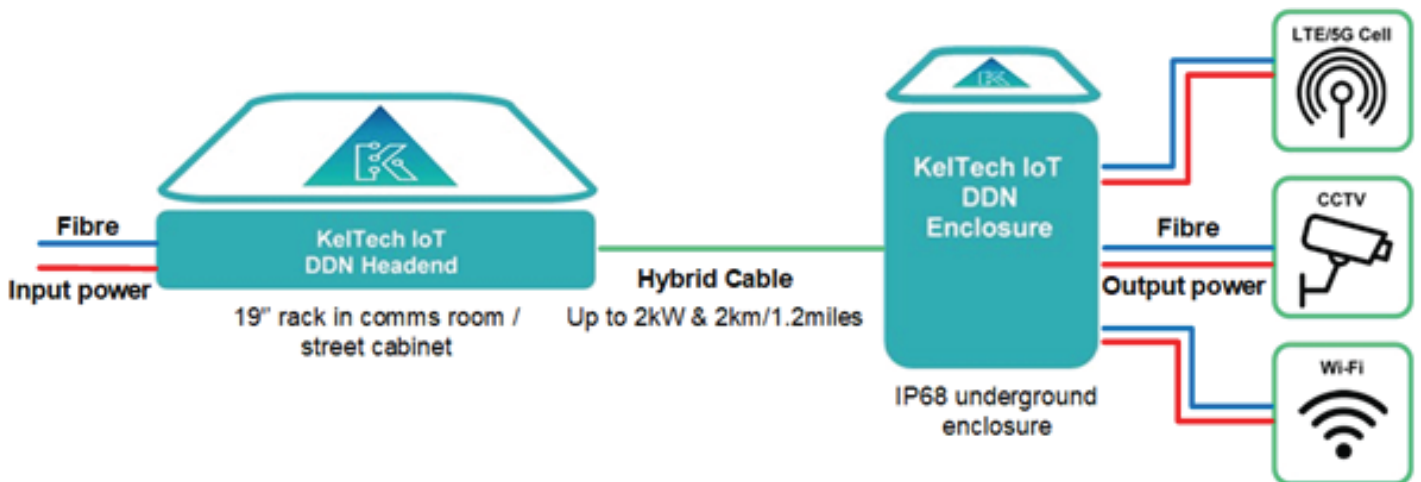 LTE/5G Cell
KelTech IoT
DDN
Enclosure
CCTV
Fibre
KelTech IoT
DDN Headend
Fibre
Input power
Hybrid Cable
Output power
19" rack in comms room /
street cabinet
Up to 2kW & 2km/1.2miles
Wi-Fi
IP68 underground
enclosure